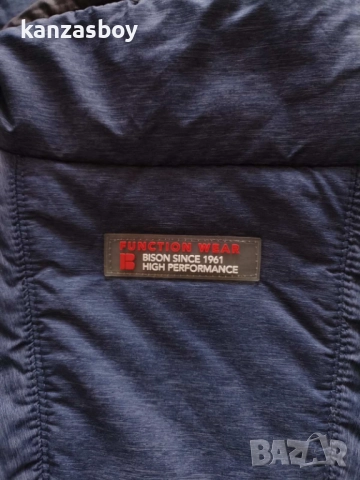 kanzasboy
FUNCTION WEAR
BISON SINCE 1961
HIGH PERFORMANCE
BAZAR